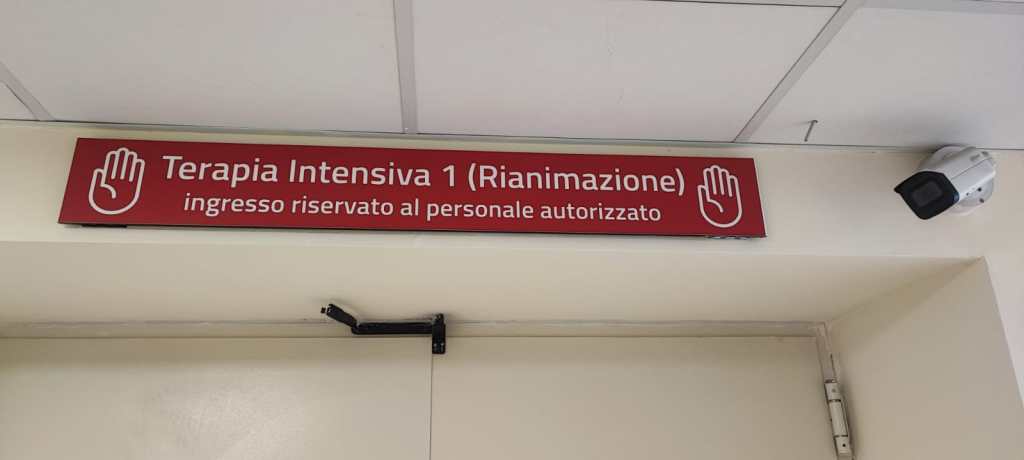 Terapia Intensiva 1 (Rianimazione)
ingresso riservato al personale autorizzato